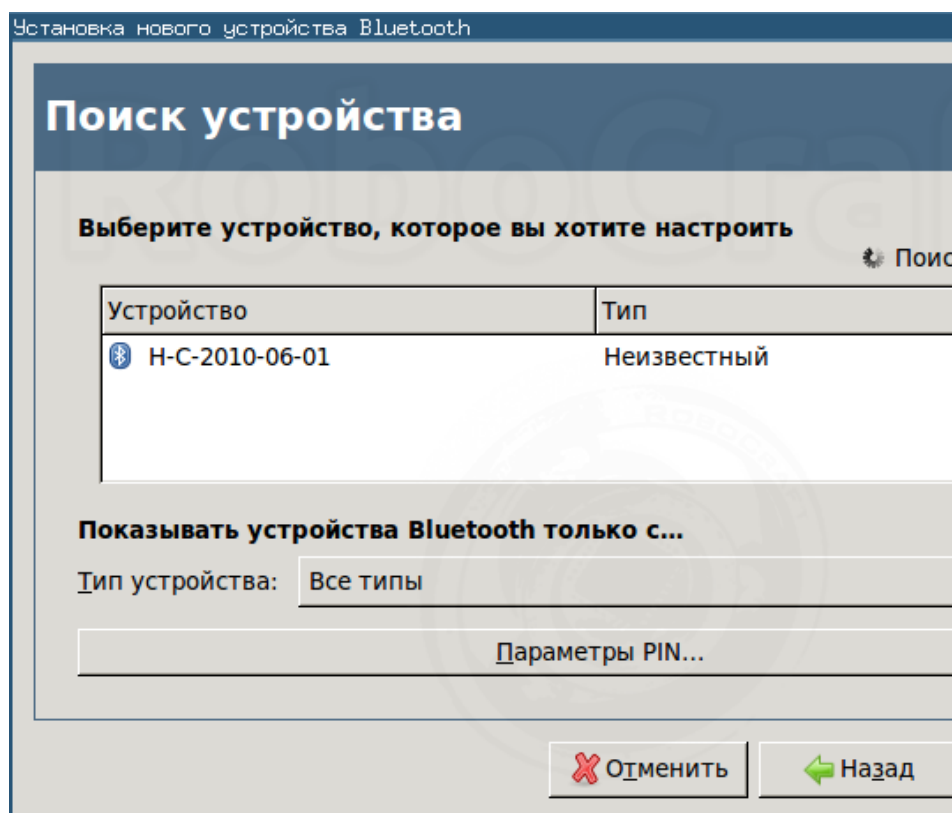 Установка нового устройства Bluetooth
Поиск устройства
Выберите устройство, которое вы хотите настроить
Поис
Устройство Тип
H-C-2010-06-01 Неизвестный
Показывать устройства Bluetooth только с...
Тип устройства: Все типы
Параметры PIN...
Отменить Назад